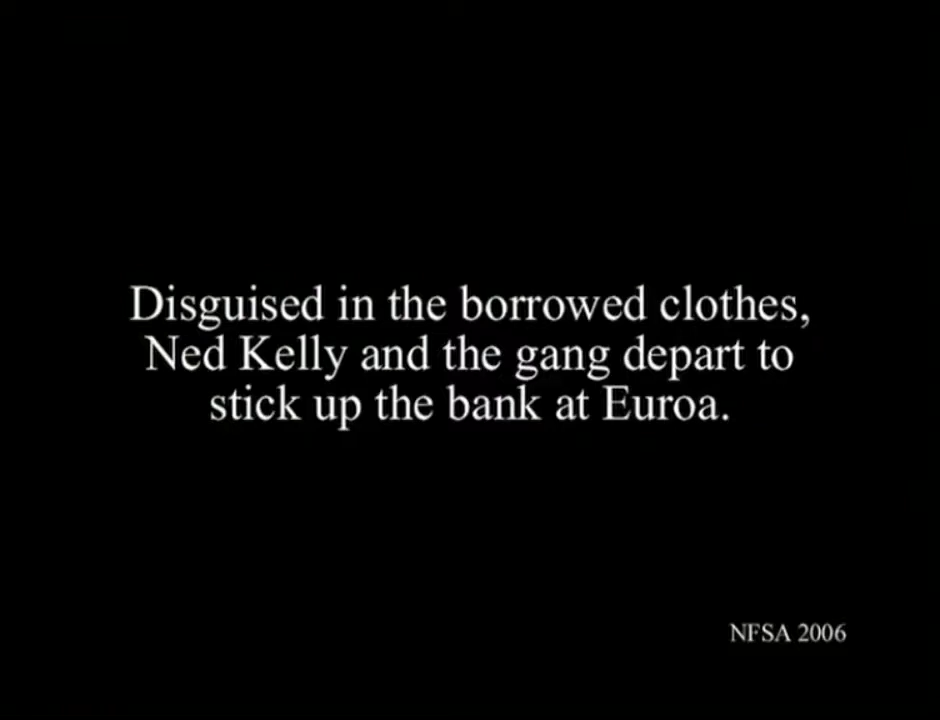 Disguised in the borrowed clothes,
Ned Kelly and the gang depart to
stick up the bank at Euroa.
NFSA 2006